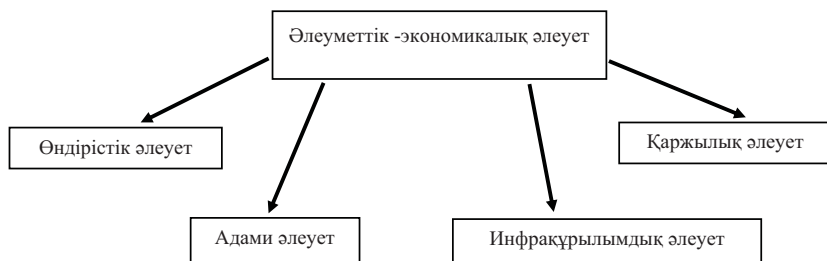 Әлеуметтік -экономикалық әлеует
Өндірістік әлеует
Қаржылық әлеует
Адами әлеует
Инфрақұрылымдық әлеует